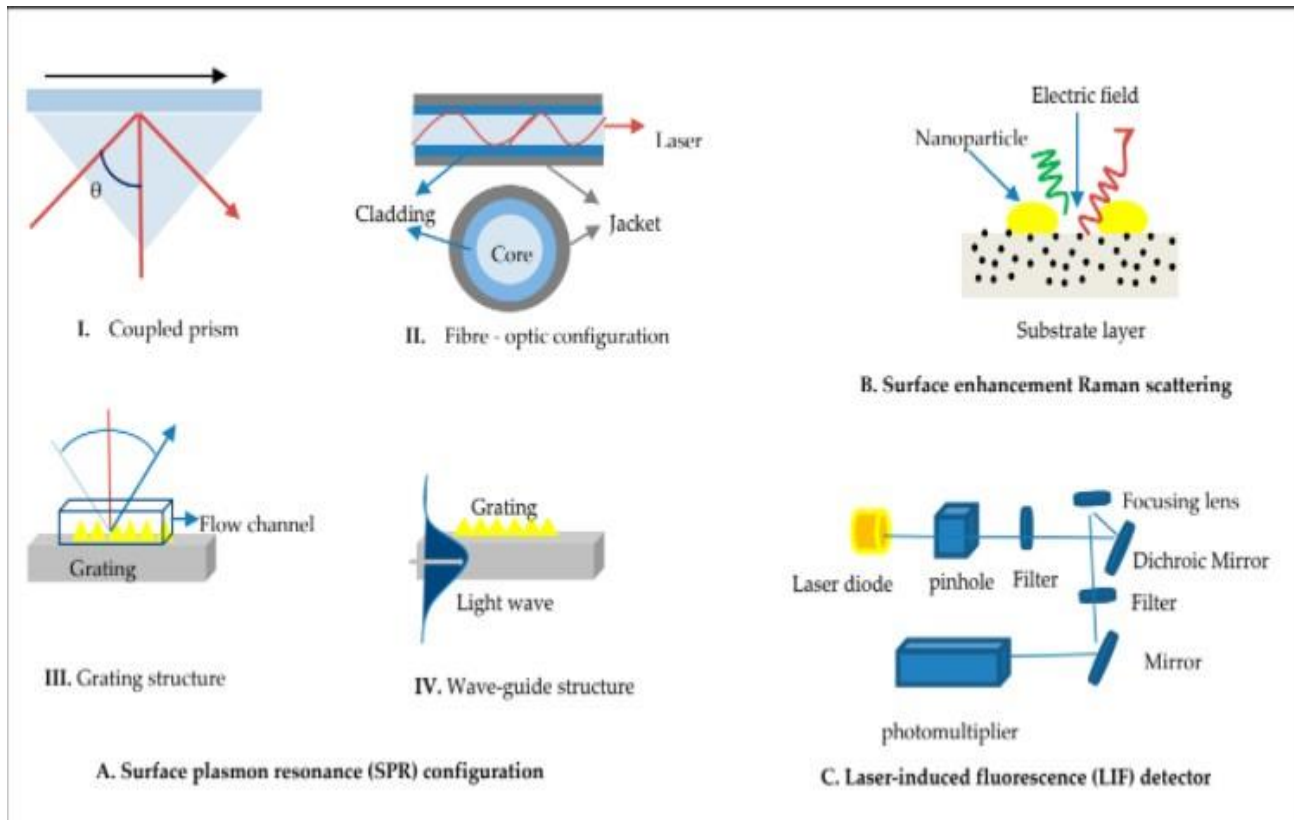 θ
I. Coupled prism
Laser
Cladding
Jacket
Core
II. Fibre - optic configuration
Electric field
Nanoparticle
Substrate layer
B. Surface enhancement Raman scattering
Flow channel
Grating
III. Grating structure
Grating
Light wave
IV. Wave-guide structure
A. Surface plasmon resonance (SPR) configuration
Focusing lens
Dichroic Mirror
Laser diode
pinhole
Filter
Filter
Mirror
photomultiplier
C. Laser-induced fluorescence (LIF) detector